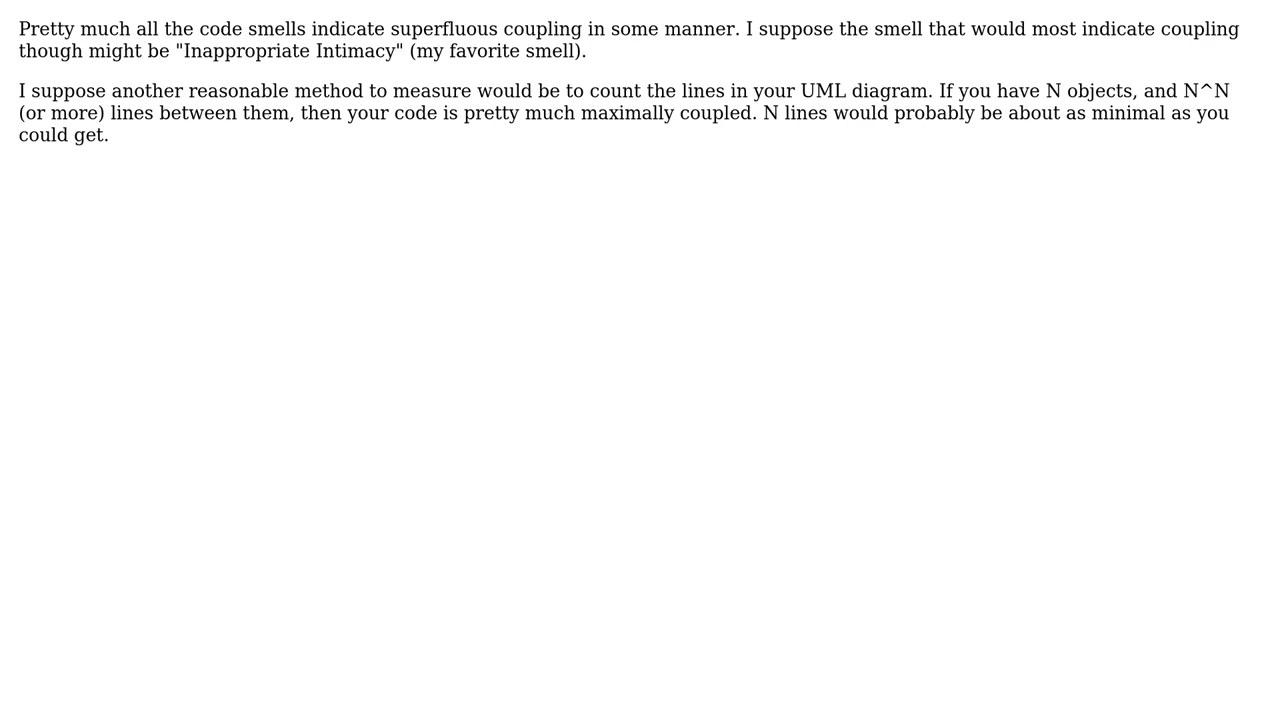 Pretty much all the code smells indicate superfluous coupling in some manner. I suppose the smell that would most indicate coupling
though might be "Inappropriate Intimacy" (my favorite smell).
I suppose another reasonable method to measure would be to count the lines in your UML diagram. If you have N objects, and N^N
(or more) lines between them, then your code is pretty much maximally coupled. N lines would probably be about as minimal as you
could get.